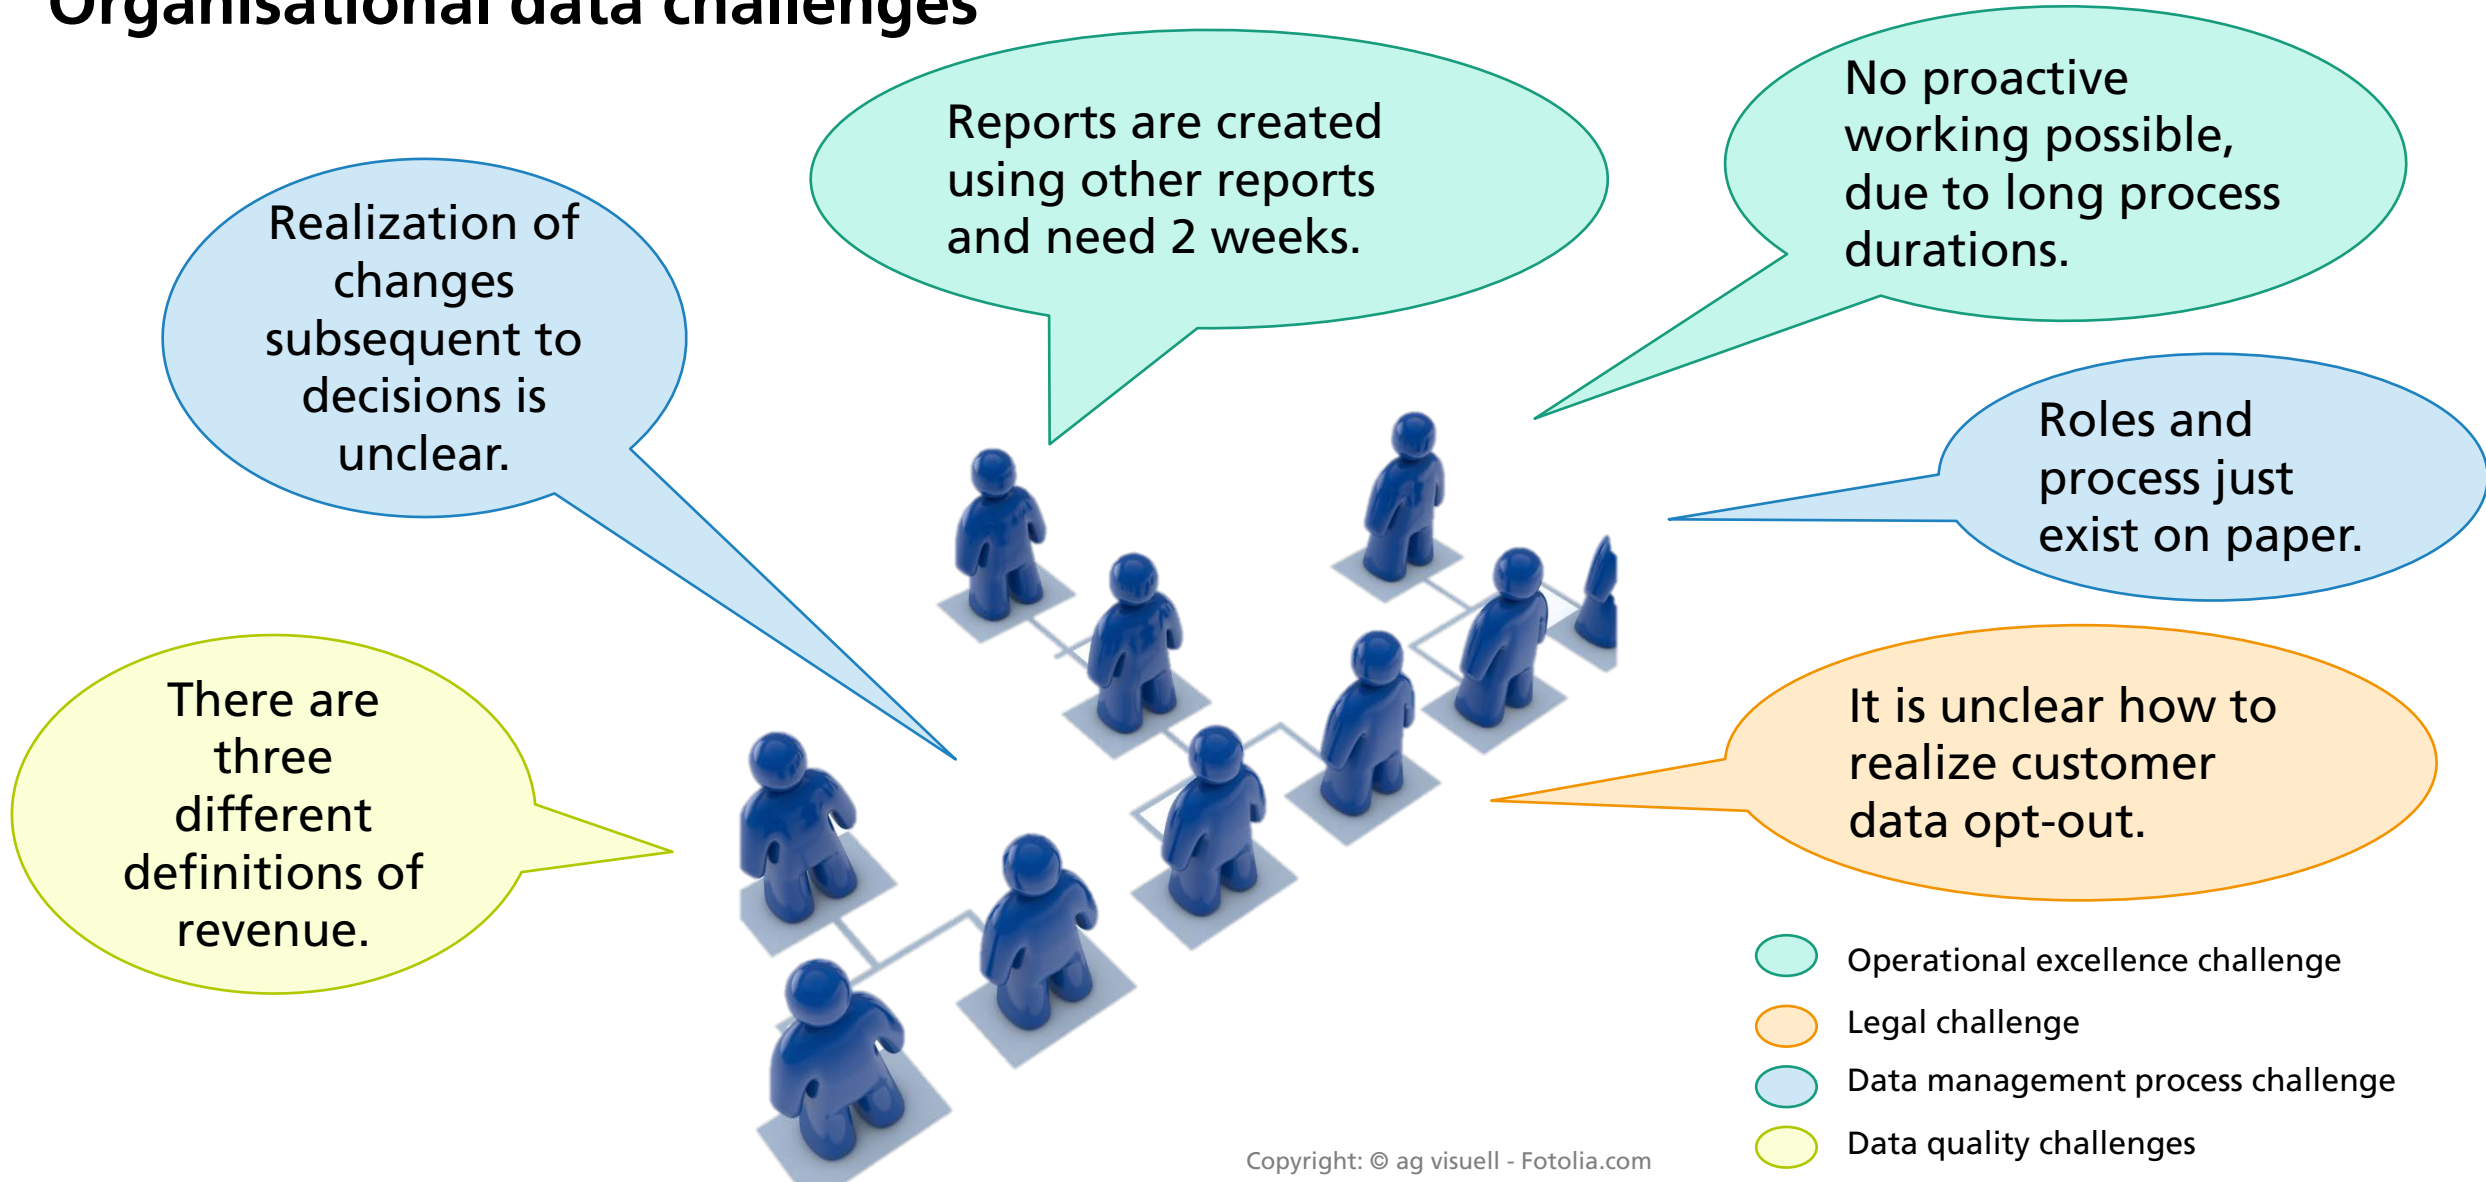 Organisational data challenges
Reports are created
using other reports
and need 2 weeks.
No proactive
working possible,
due to long process
durations.
Realization of
changes
subsequent to
decisions is
unclear.
Roles and
process just
exist on paper.
There are
three
different
definitions of
revenue.
It is unclear how to
realize customer
data opt-out.
Operational excellence challenge
Legal challenge
Data management process challenge
Data quality challenges
Copyright: © ag visuell - Fotolia.com